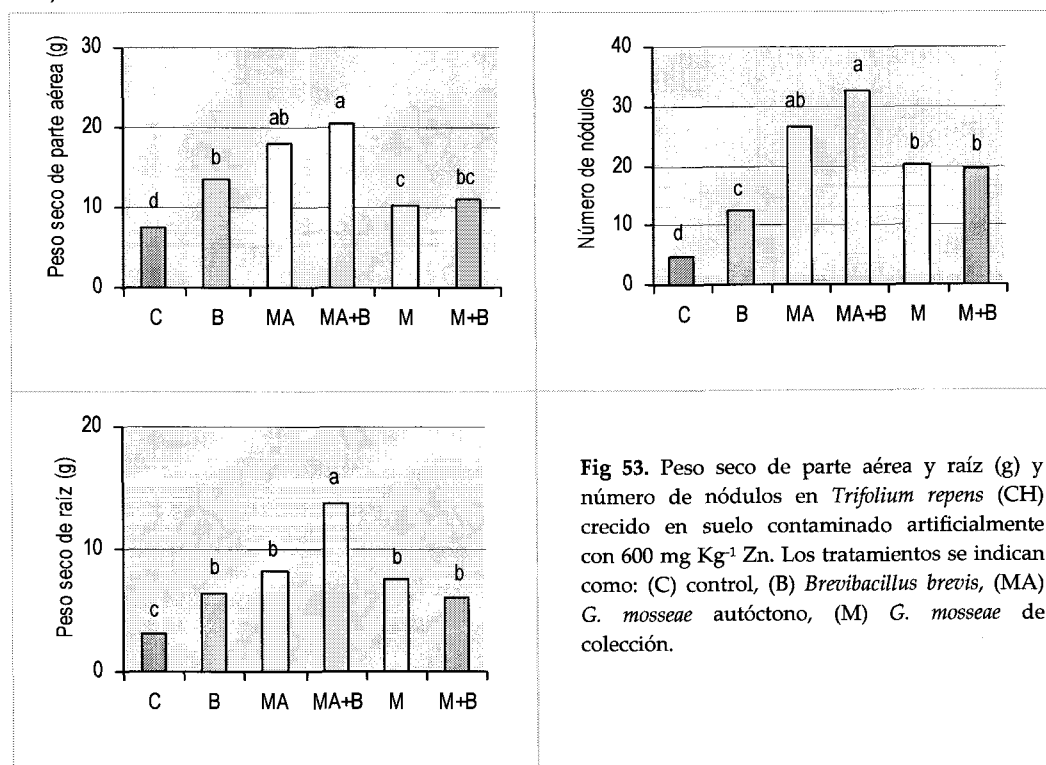 30
20
10
0
Peso seco de parte aérea (g)
d
b
ab
a
c
bc
C B MA MA+B M M+B
40
30
20
10
0
Número de nódulos
d
c
ab
a
b
b
C B MA MA+B M M+B
20
10
0
Peso seco de raíz (g)
c
b
b
a
b
b
C B MA MA+B M M+B
Fig 53. Peso seco de parte aérea y raíz (g) y
número de nódulos en Trifolium repens (CH)
crecido en suelo contaminado artificialmente
con 600 mg Kg⁻¹ Zn. Los tratamientos se indican
como: (C) control, (B) Brevibacillus brevis, (MA)
G. mosseae autóctono, (M) G. mosseae de
colección.